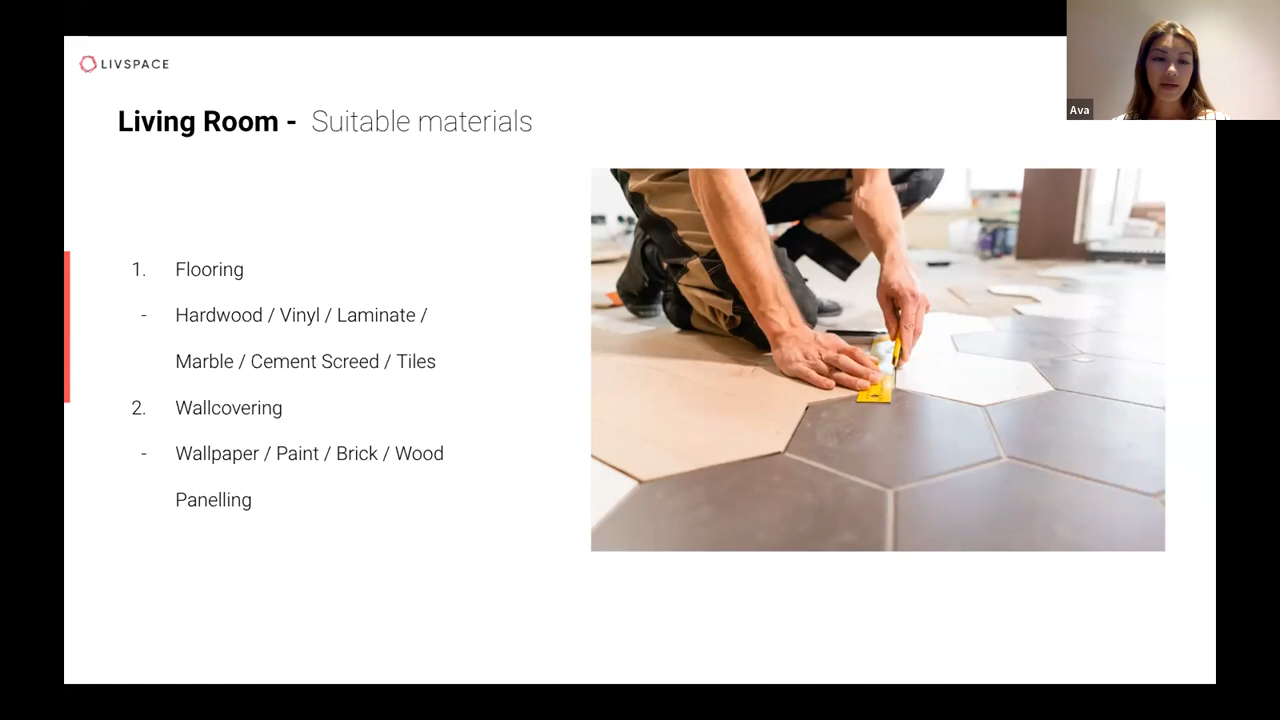 LIVSPACE
Ava
Living Room - Suitable materials
1. Flooring
- Hardwood / Vinyl / Laminate /
Marble / Cement Screed / Tiles
2. Wallcovering
- Wallpaper / Paint / Brick / Wood
Panelling